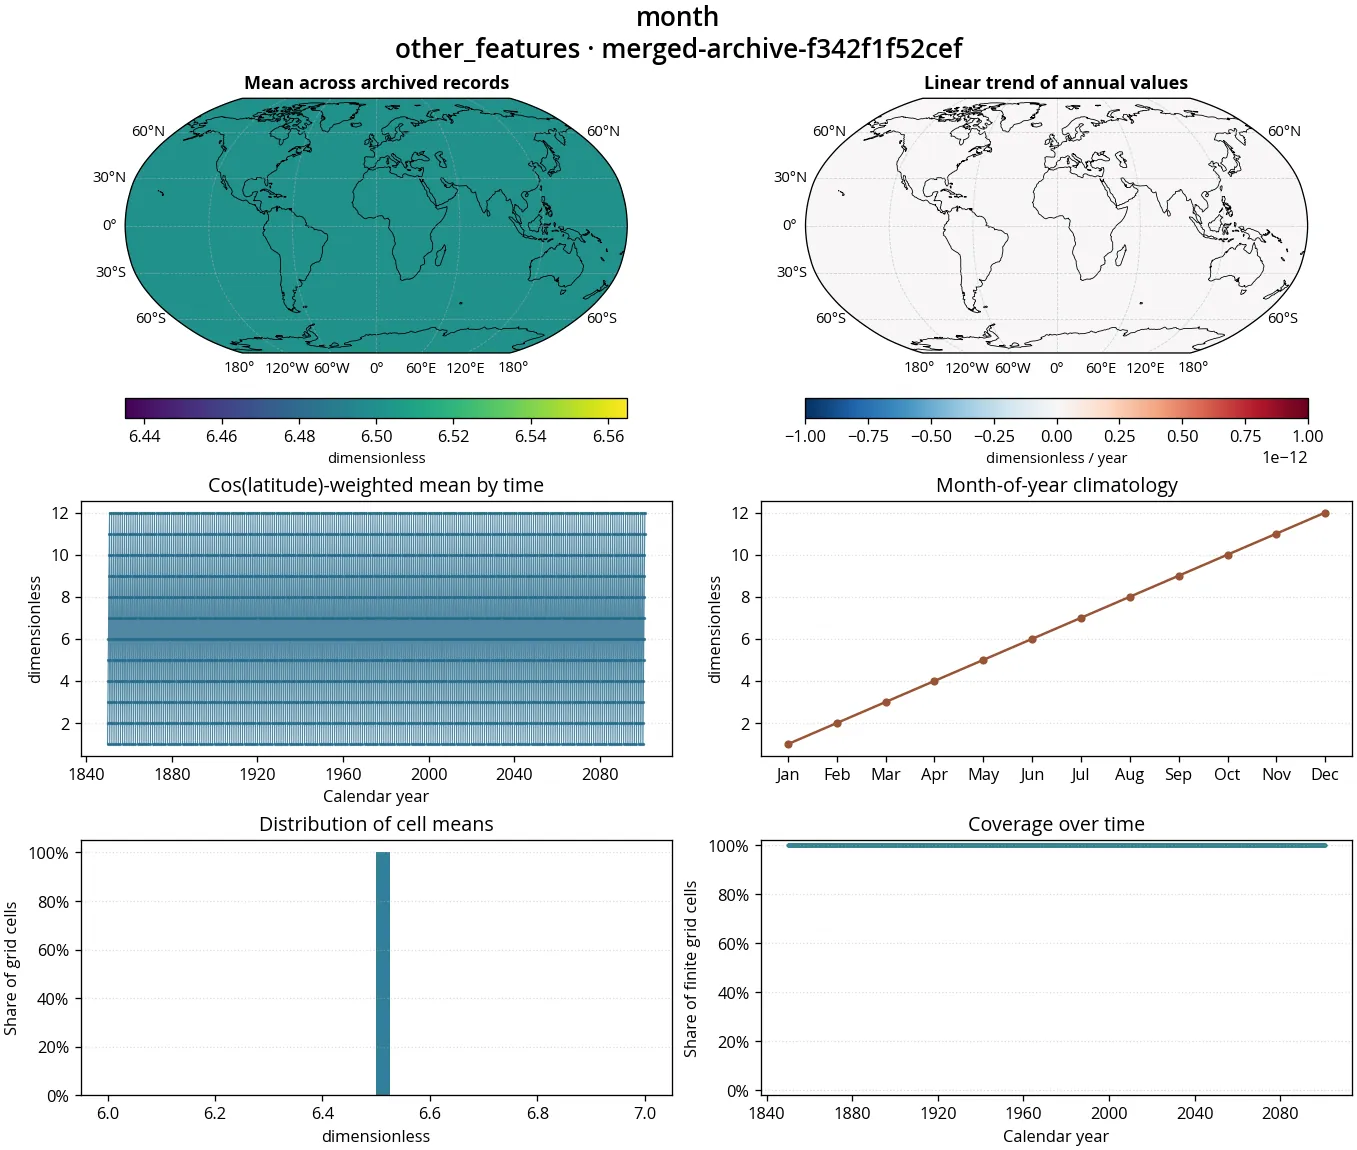 month
other_features · merged-archive-f342f1f52cef
Mean across archived records
60°N 60°N
30°N
0°
30°S
60°S 60°S
180° 120°W 60°W 0° 60°E 120°E 180°
6.44 6.46 6.48 6.50 6.52 6.54 6.56
dimensionless
Linear trend of annual values
60°N 60°N
30°N
0°
30°S
60°S 60°S
180° 120°W 60°W 0° 60°E 120°E 180°
−1.00 −0.75 −0.50 −0.25 0.00 0.25 0.50 0.75 1.00
dimensionless / year
1e−12
Cos(latitude)-weighted mean by time
dimensionless
12
10
8
6
4
2
1840 1880 1920 1960 2000 2040 2080
Calendar year
Month-of-year climatology
dimensionless
12
10
8
6
4
2
Jan Feb Mar Apr May Jun Jul Aug Sep Oct Nov Dec
Distribution of cell means
Share of grid cells
100%
80%
60%
40%
20%
0%
6.0 6.2 6.4 6.6 6.8 7.0
dimensionless
Coverage over time
Share of finite grid cells
100%
80%
60%
40%
20%
0%
1840 1880 1920 1960 2000 2040 2080
Calendar year